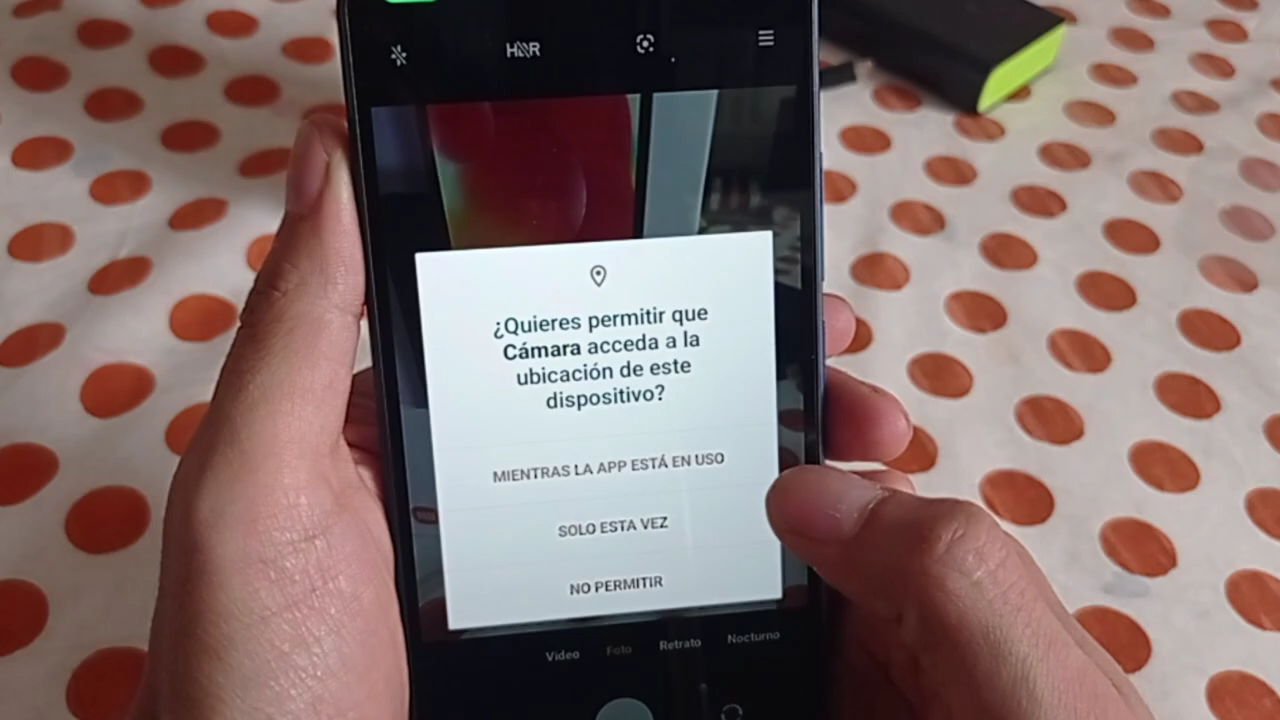 HDR
¿Quieres permitir que
Cámara acceda a la
ubicación de este
dispositivo?
MIENTRAS LA APP ESTÁ EN USO
SOLO ESTA VEZ
NO PERMITIR
Video Foto Retrato Nocturno